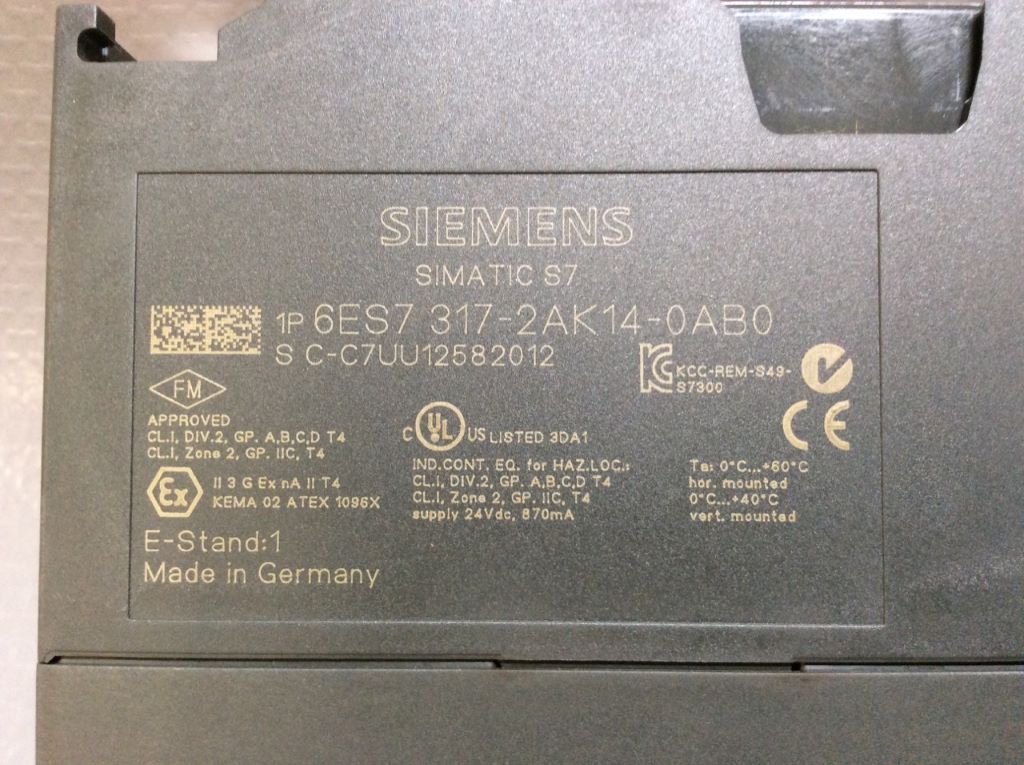 SIEMENS
SIMATIC S7
1P 6ES7 317-2AK14-0AB0
S C-C7UU12582012
KCC-REM-S49-
S7300
FM
APPROVED
CL.I, DIV.2, GP. A,B,C,D T4
CL.I, Zone 2, GP. IIC, T4
C UL US LISTED 3DA1
CE
IND.CONT. EQ. for HAZ.LOC.:
CL.I, DIV.2, GP. A,B,C,D T4
CL.I, Zone 2, GP. IIC, T4
supply 24Vdc, 870mA
Ta: 0°C...+60°C
hor. mounted
0°C...+40°C
vert. mounted
Ex
II 3 G Ex nA II T4
KEMA 02 ATEX 1096X
E-Stand:1
Made in Germany